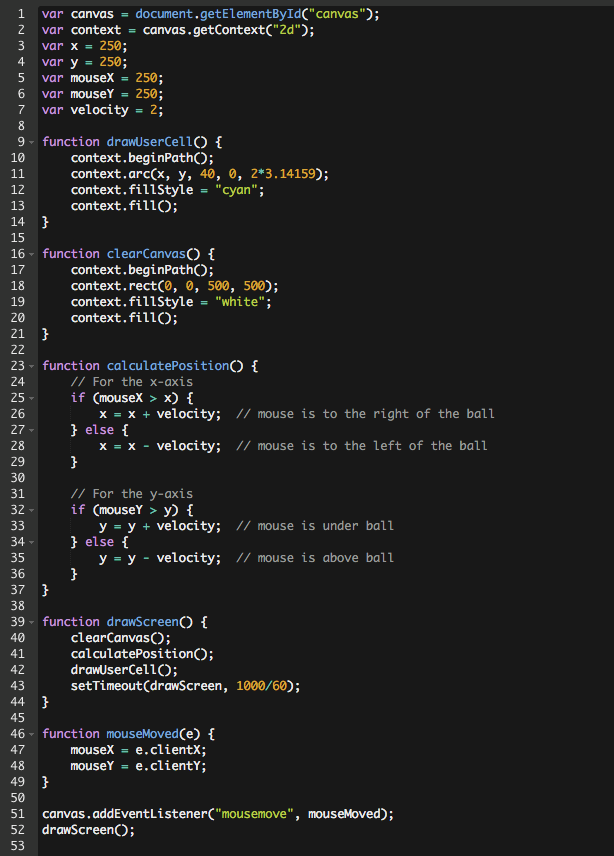 1 var canvas = document.getElementById("canvas");
2 var context = canvas.getContext("2d");
3 var x = 250;
4 var y = 250;
5 var mouseX = 250;
6 var mouseY = 250;
7 var velocity = 2;
8
9 function drawUserCell() {
10     context.beginPath();
11     context.arc(x, y, 40, 0, 2*3.14159);
12     context.fillStyle = "cyan";
13     context.fill();
14 }
15
16 function clearCanvas() {
17     context.beginPath();
18     context.rect(0, 0, 500, 500);
19     context.fillStyle = "white";
20     context.fill();
21 }
22
23 function calculatePosition() {
24     // For the x-axis
25     if (mouseX > x) {
26         x = x + velocity;  // mouse is to the right of the ball
27     } else {
28         x = x - velocity;  // mouse is to the left of the ball
29     }
30
31     // For the y-axis
32     if (mouseY > y) {
33         y = y + velocity;  // mouse is under ball
34     } else {
35         y = y - velocity;  // mouse is above ball
36     }
37 }
38
39 function drawScreen() {
40     clearCanvas();
41     calculatePosition();
42     drawUserCell();
43     setTimeout(drawScreen, 1000/60);
44 }
45
46 function mouseMoved(e) {
47     mouseX = e.clientX;
48     mouseY = e.clientY;
49 }
50
51 canvas.addEventListener("mousemove", mouseMoved);
52 drawScreen();
53